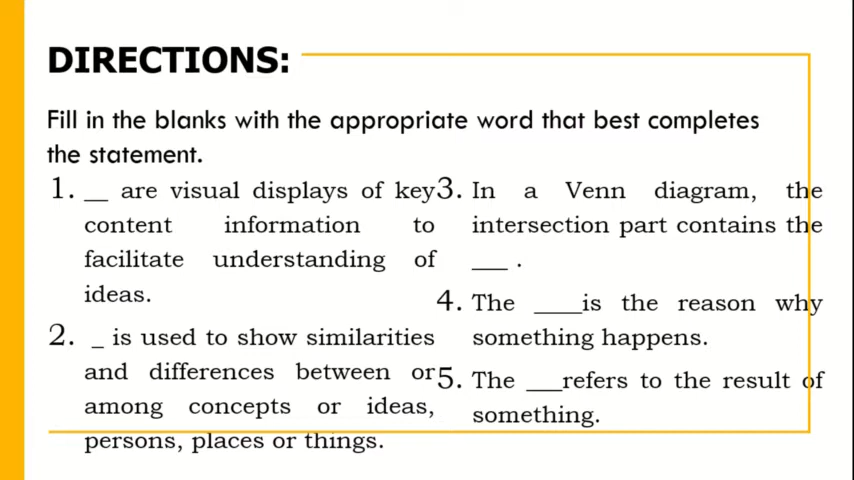 DIRECTIONS:
Fill in the blanks with the appropriate word that best completes
the statement.
1. __ are visual displays of key
content information to
facilitate understanding of
ideas.
2. _ is used to show similarities
and differences between or
among concepts or ideas,
persons, places or things.
3. In a Venn diagram, the
intersection part contains the
___ .
4. The ____is the reason why
something happens.
5. The ___refers to the result of
something.